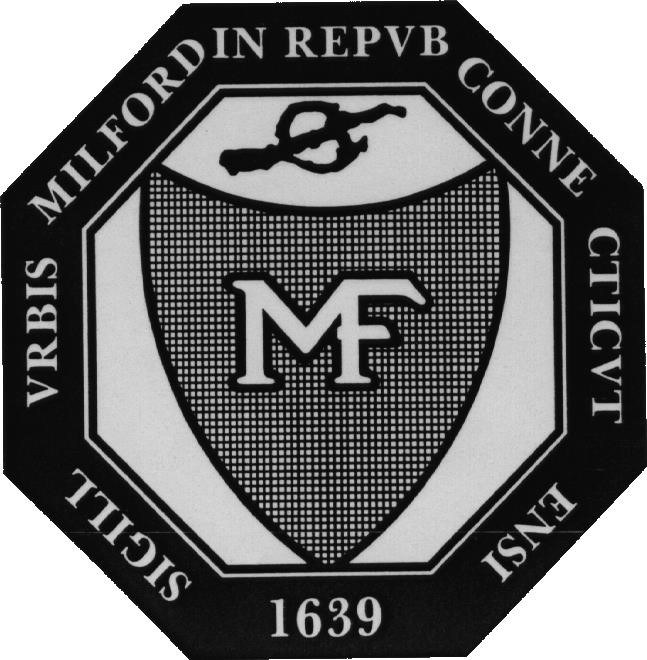 SIGILL
VRBIS
MILFORD
IN REPVB
CONNE
CTICVT
ENSI
MF
1639